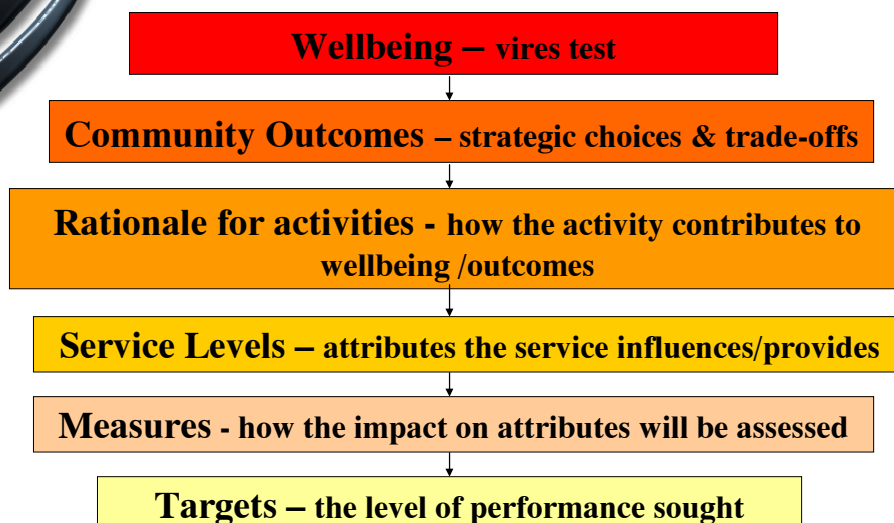 Wellbeing – vires test
Community Outcomes – strategic choices & trade-offs
Rationale for activities - how the activity contributes to
wellbeing /outcomes
Service Levels – attributes the service influences/provides
Measures - how the impact on attributes will be assessed
Targets – the level of performance sought